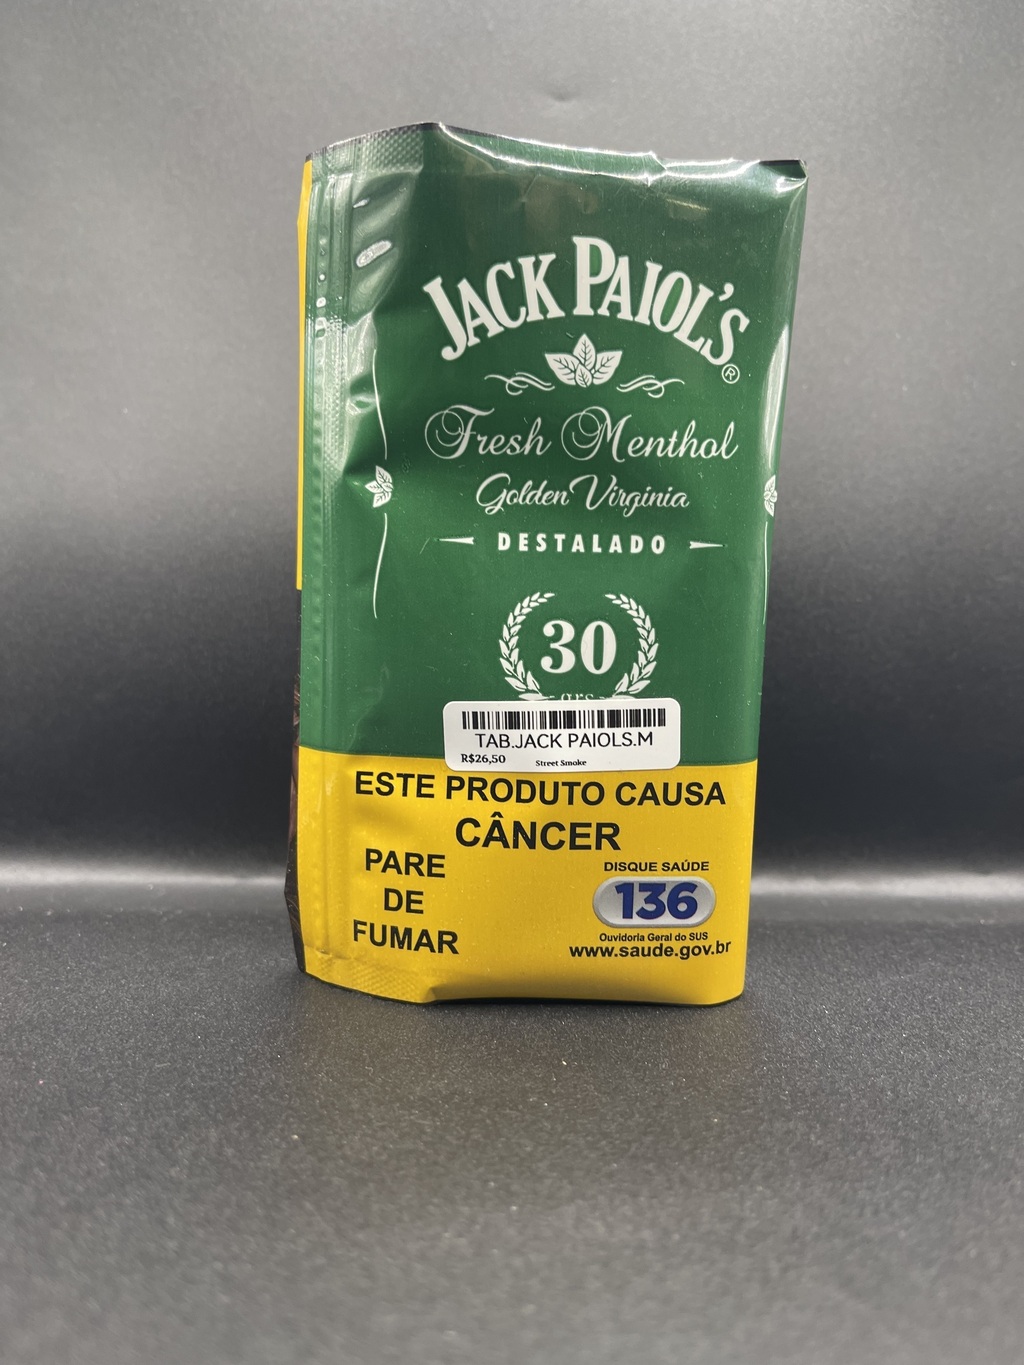 JACK PAIOL'S®
Fresh Menthol
Golden Virginia
DESTALADO
30
TAB.JACK PAIOLS.M
R$26,50 Street Smoke
ESTE PRODUTO CAUSA
CÂNCER
PARE
DE
FUMAR
DISQUE SAÚDE
136
Ouvidoria Geral do SUS
www.saude.gov.br